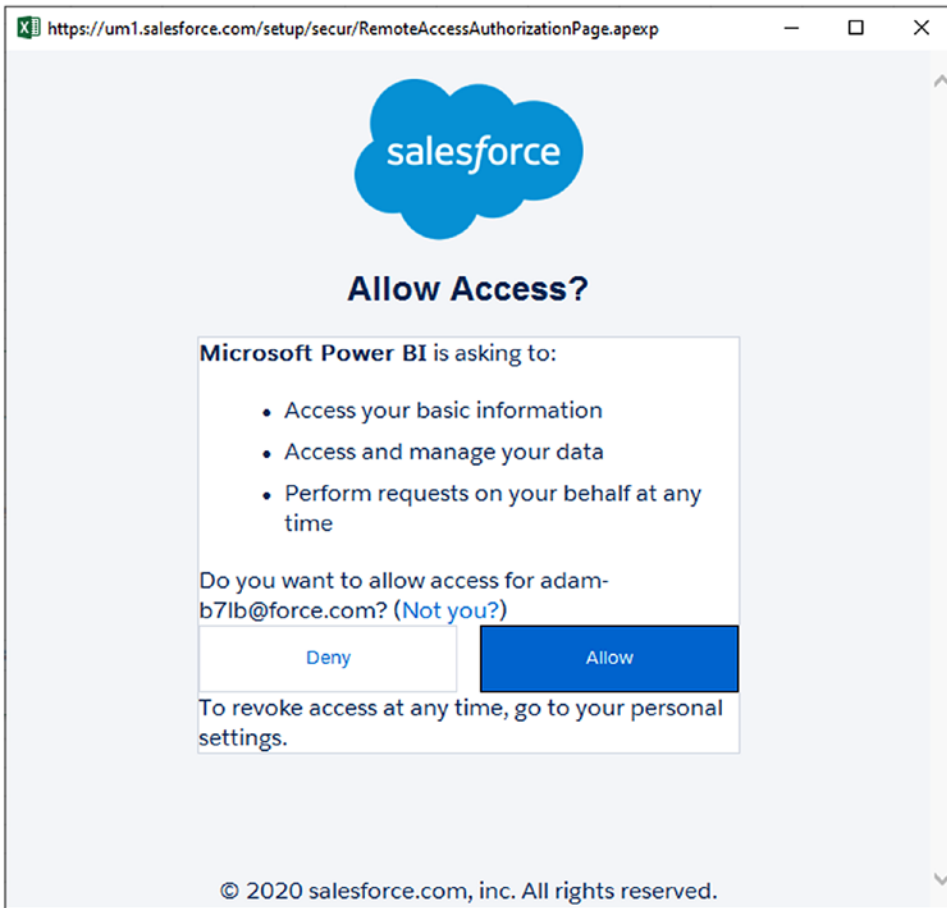 https://um1.salesforce.com/setup/secur/RemoteAccessAuthorizationPage.apexp
salesforce
Allow Access?
Microsoft Power BI is asking to:
• Access your basic information
• Access and manage your data
• Perform requests on your behalf at any
time
Do you want to allow access for adam-
b7lb@force.com? (Not you?)
Deny Allow
To revoke access at any time, go to your personal
settings.
© 2020 salesforce.com, inc. All rights reserved.